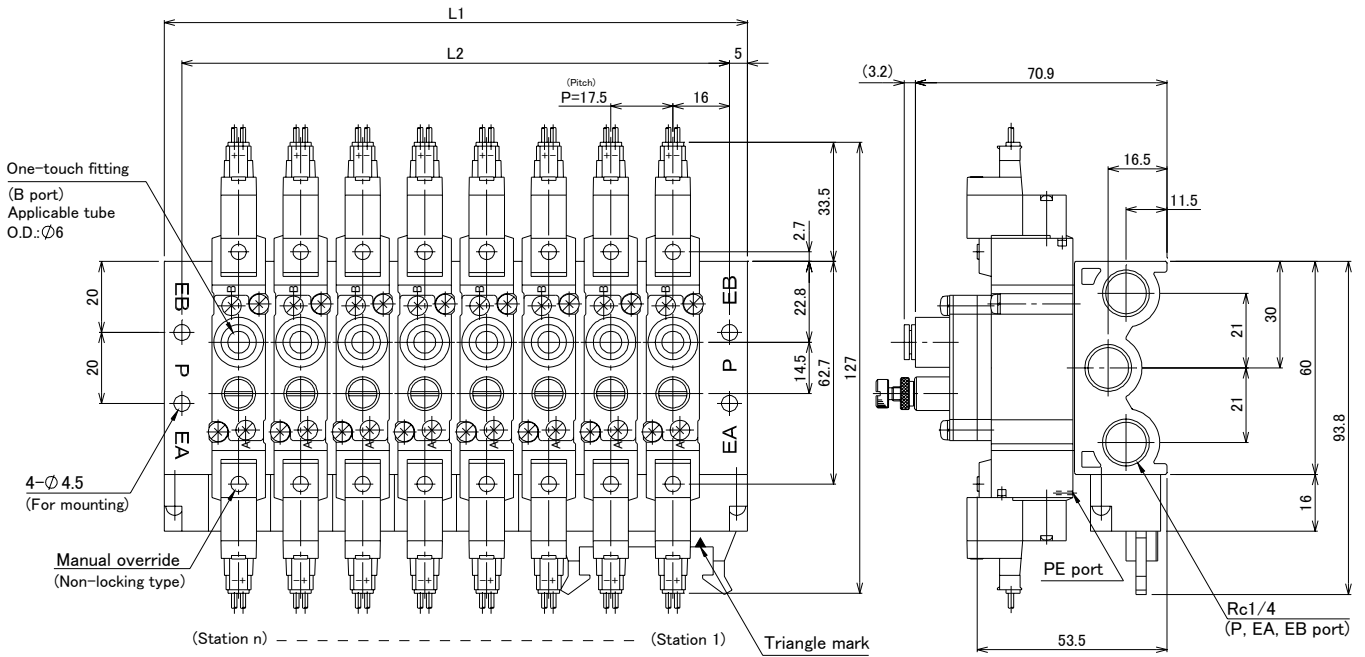 L1
L2
5
(Pitch)
P=17.5
16
(3.2)
70.9
16.5
11.5
One-touch fitting
(B port)
Applicable tube
O.D.:∅6
33.5
2.7
22.8
14.5
62.7
127
20
20
EB
P
EA
EB
P
EA
+- +- +- +- +- +- +- +-
B B B B B B B B
A A A A A A A A
-+ -+ -+ -+ -+ -+ -+ -+
21
21
30
60
93.8
16
4-∅4.5
(For mounting)
Manual override
(Non-locking type)
(Station n)
(Station 1)
Triangle mark
PE port
Rc1/4
(P, EA, EB port)
53.5